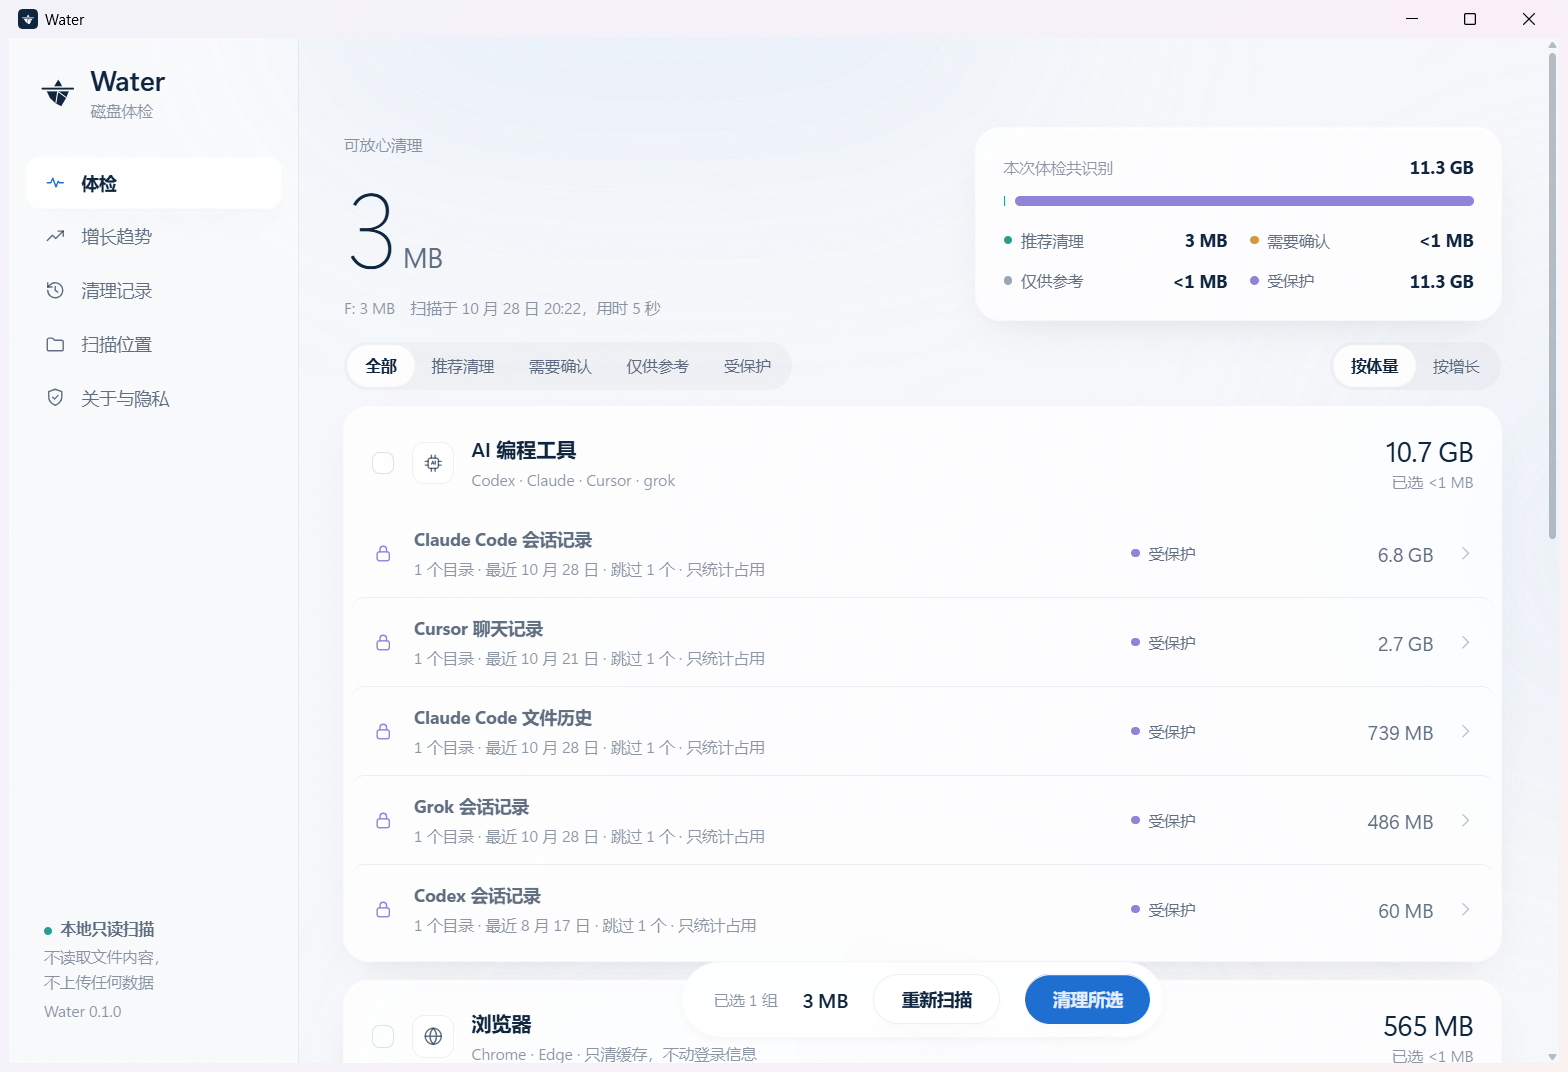 Water
Water
磁盘体检
体检
增长趋势
清理记录
扫描位置
关于与隐私
本地只读扫描
不读取文件内容，
不上传任何数据
Water 0.1.0
可放心清理
3 MB
F: 3 MB 扫描于 10 月 28 日 20:22，用时 5 秒
本次体检共识别 11.3 GB
推荐清理 3 MB 需要确认 <1 MB
仅供参考 <1 MB 受保护 11.3 GB
全部 推荐清理 需要确认 仅供参考 受保护 按体量 按增长
AI 编程工具 10.7 GB
Codex · Claude · Cursor · grok 已选 <1 MB
Claude Code 会话记录
1 个目录 · 最近 10 月 28 日 · 跳过 1 个 · 只统计占用
受保护 6.8 GB
Cursor 聊天记录
1 个目录 · 最近 10 月 21 日 · 跳过 1 个 · 只统计占用
受保护 2.7 GB
Claude Code 文件历史
1 个目录 · 最近 10 月 28 日 · 跳过 1 个 · 只统计占用
受保护 739 MB
Grok 会话记录
1 个目录 · 最近 10 月 28 日 · 跳过 1 个 · 只统计占用
受保护 486 MB
Codex 会话记录
1 个目录 · 最近 8 月 17 日 · 跳过 1 个 · 只统计占用
受保护 60 MB
已选 1 组 3 MB 重新扫描 清理所选
浏览器 565 MB
Chrome · Edge · 只清缓存，不动登录信息 已选 <1 MB